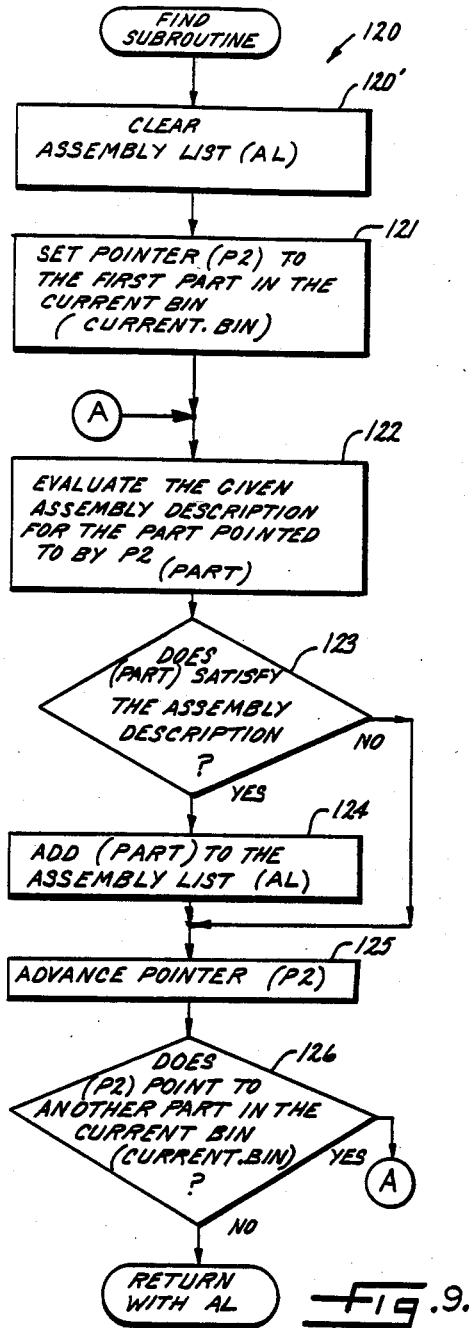 FIND
SUBROUTINE
120
120'
CLEAR
ASSEMBLY LIST (AL)
121
SET POINTER (P2) TO
THE FIRST PART IN THE
CURRENT BIN
(CURRENT.BIN)
A
122
EVALUATE THE GIVEN
ASSEMBLY DESCRIPTION
FOR THE PART POINTED
TO BY P2 (PART)
123
DOES
(PART) SATISFY
THE ASSEMBLY
DESCRIPTION
?
NO
YES
124
ADD (PART) TO THE
ASSEMBLY LIST (AL)
125
ADVANCE POINTER (P2)
126
DOES
(P2) POINT TO
ANOTHER PART IN THE
CURRENT BIN
(CURRENT.BIN)
?
YES
A
NO
RETURN
WITH AL
Fig.9.